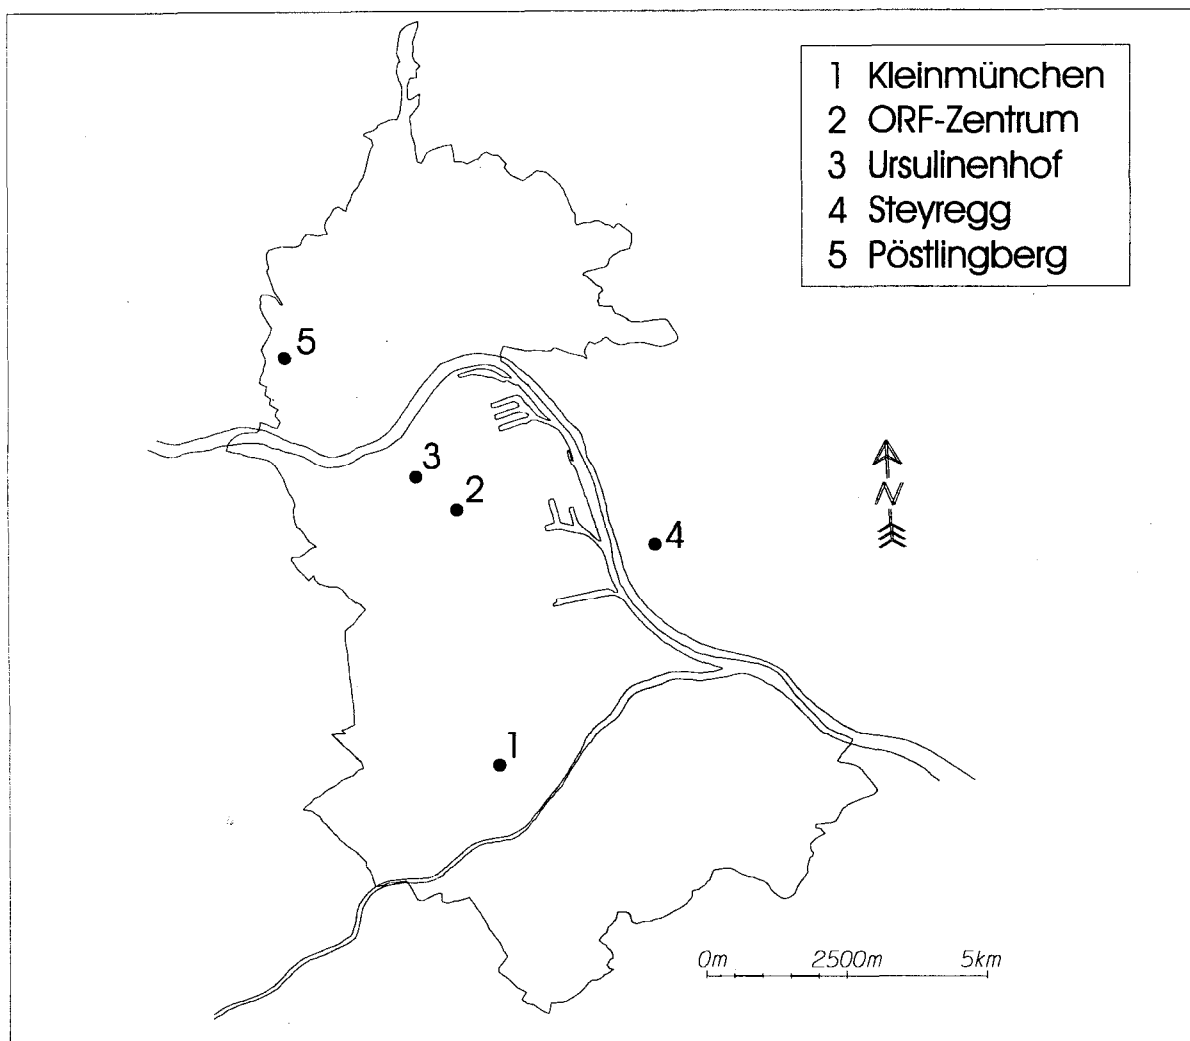 1 Kleinmünchen
2 ORF-Zentrum
3 Ursulinenhof
4 Steyregg
5 Pöstlingberg
5
3
2
4
N
1
0m 2500m 5km